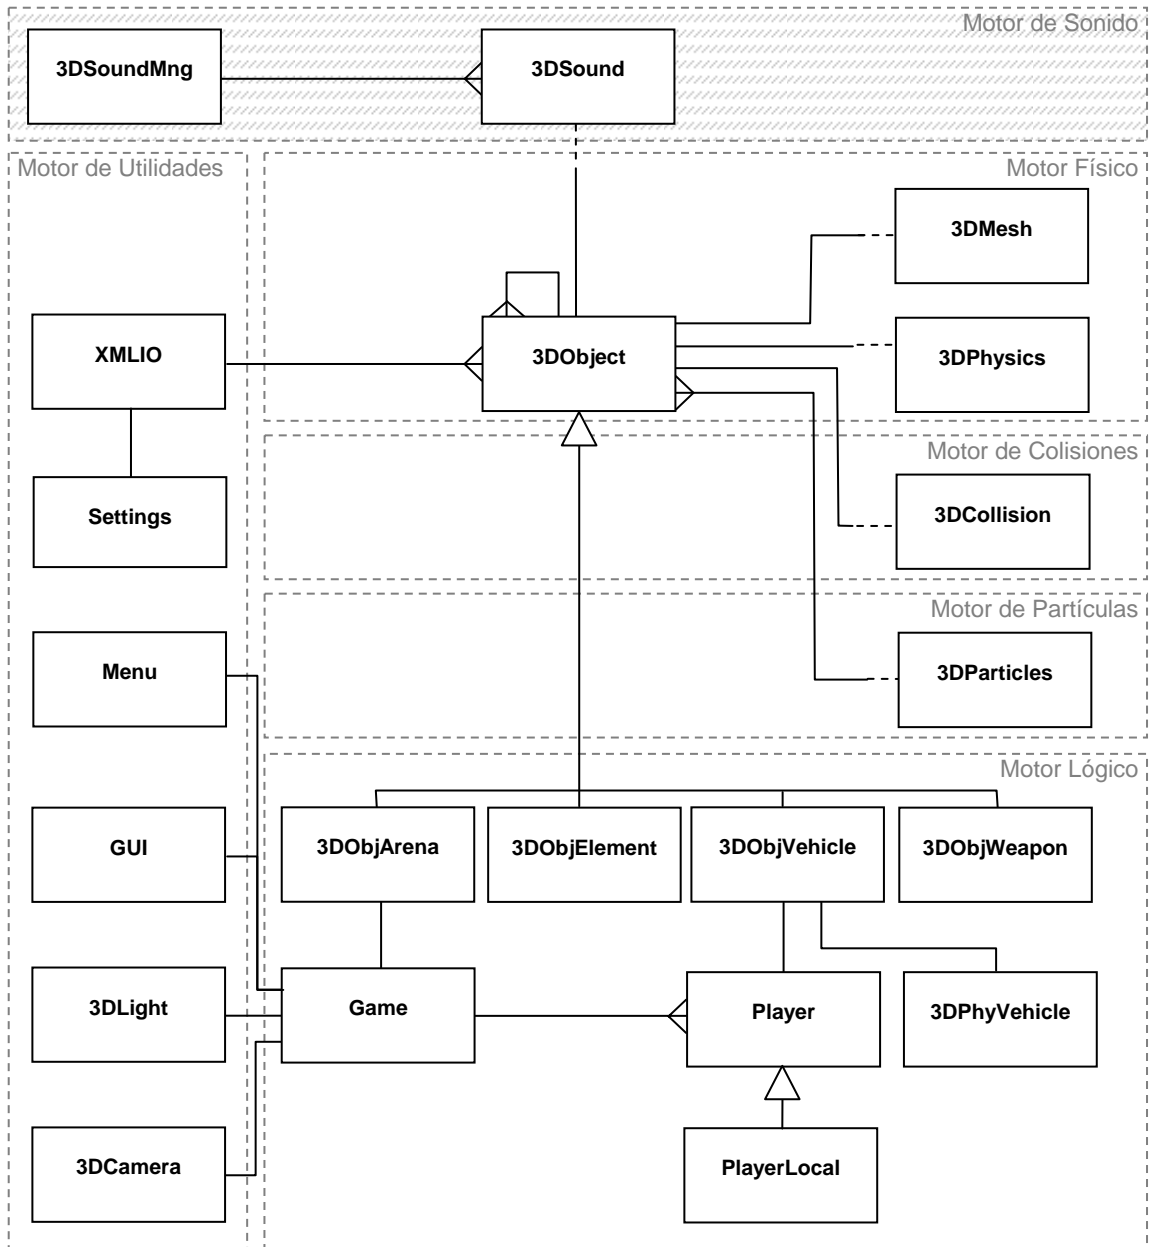 Motor de Sonido
3DSoundMng
3DSound
Motor de Utilidades
Motor Físico
3DMesh
XMLIO
3DObject
3DPhysics
Motor de Colisiones
Settings
3DCollision
Motor de Partículas
Menu
3DParticles
Motor Lógico
GUI
3DObjArena
3DObjElement
3DObjVehicle
3DObjWeapon
3DLight
Game
Player
3DPhyVehicle
3DCamera
PlayerLocal